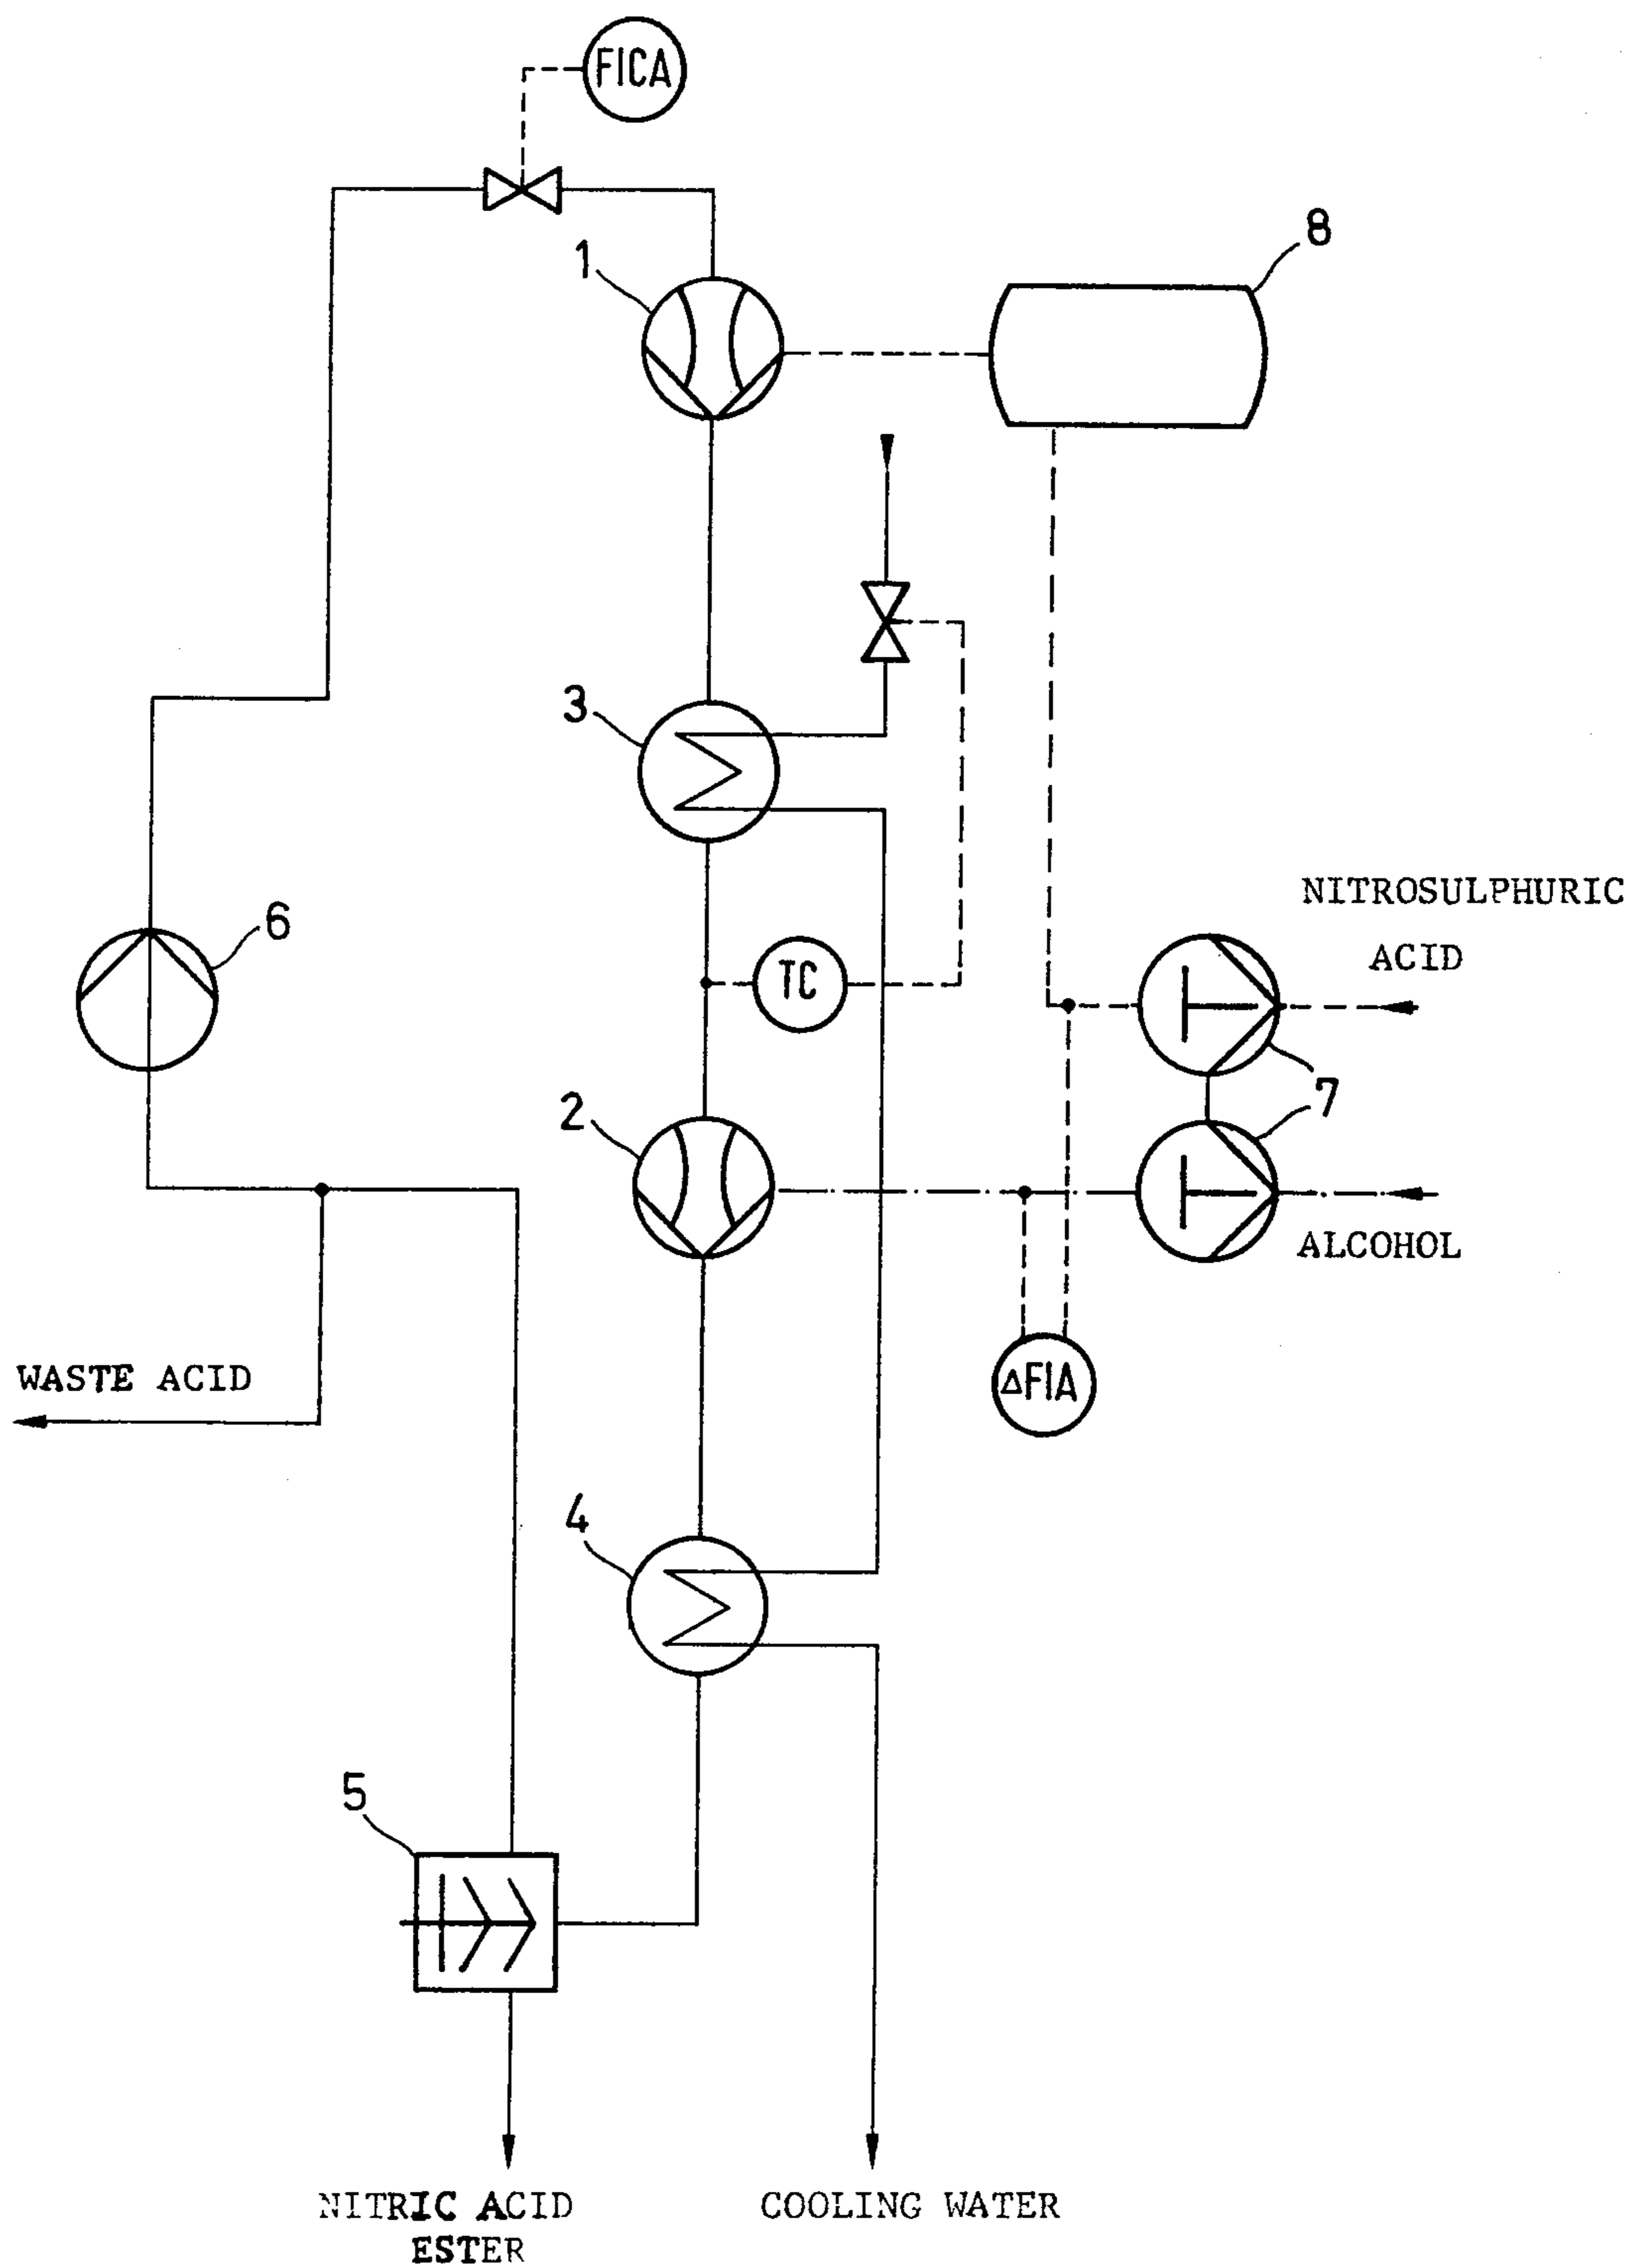 FICA
8
1
3
NITROSULPHURIC
ACID
6
TC
7
2
ALCOHOL
WASTE ACID
ΔFIA
4
5
NITRIC ACID
ESTER
COOLING WATER